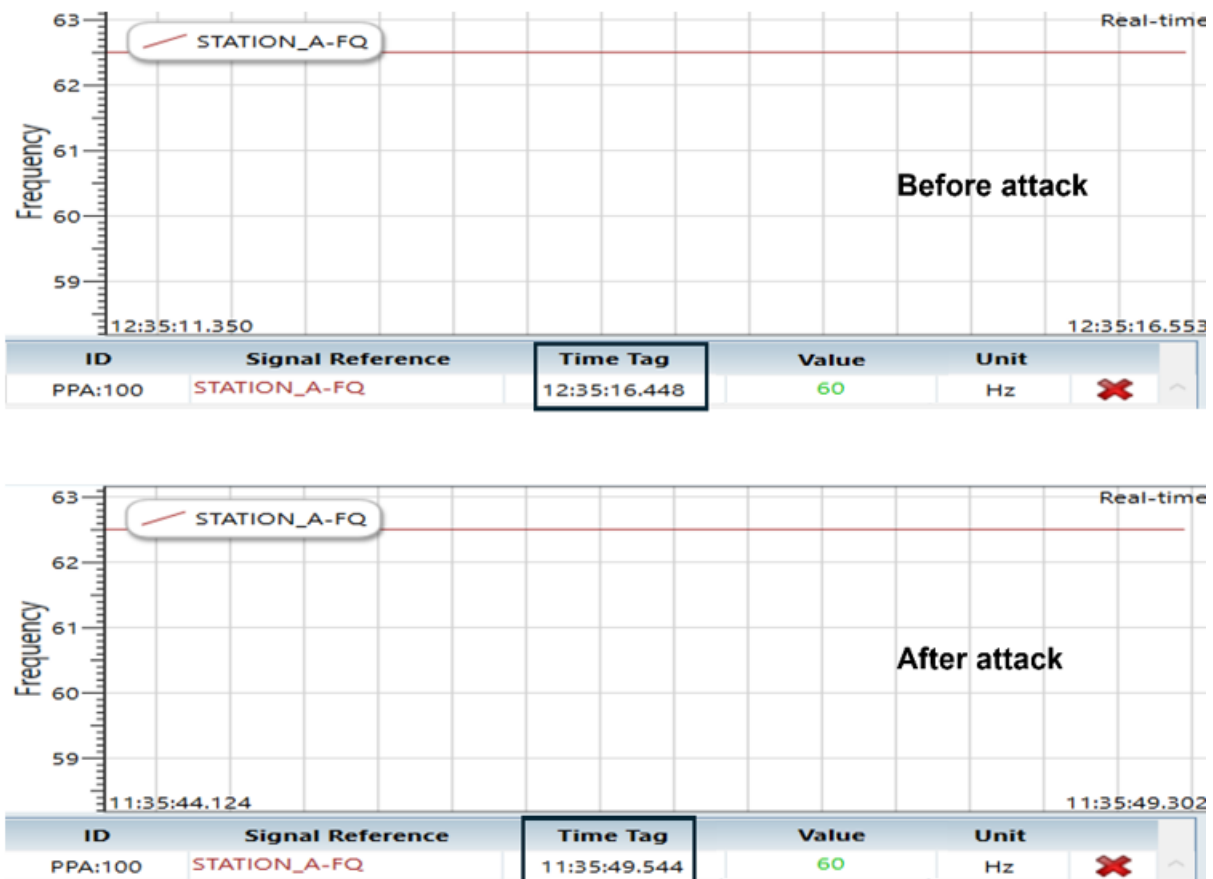 63
Real-time
STATION_A-FQ
62
61
Before attack
60
59
Frequency
12:35:11.350 12:35:16.553
ID Signal Reference Time Tag Value Unit
PPA:100 STATION_A-FQ 12:35:16.448 60 Hz
63
Real-time
STATION_A-FQ
62
61
After attack
60
59
Frequency
11:35:44.124 11:35:49.302
ID Signal Reference Time Tag Value Unit
PPA:100 STATION_A-FQ 11:35:49.544 60 Hz